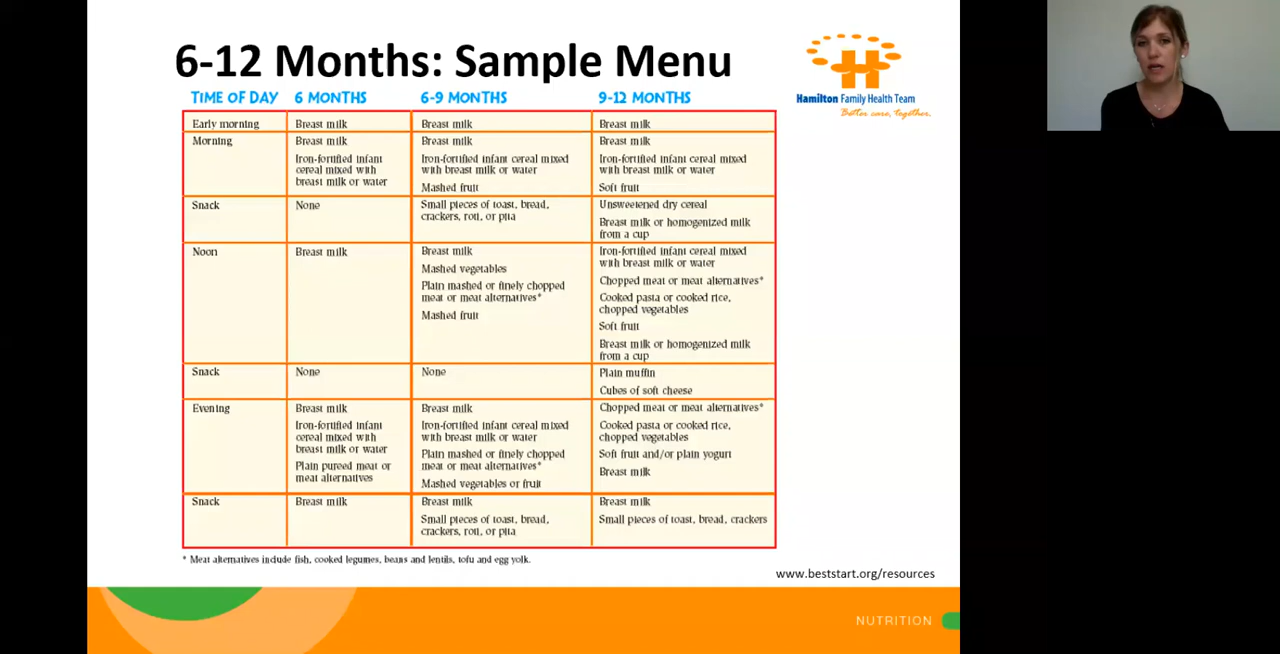 6-12 Months: Sample Menu
Hamilton Family Health Team
Better care, together.
TIME OF DAY 6 MONTHS 6-9 MONTHS 9-12 MONTHS
Early morning
Breast milk
Breast milk
Breast milk
Morning
Breast milk
Iron-fortified infant
cereal mixed with
breast milk or water
Breast milk
Iron-fortified infant cereal mixed
with breast milk or water
Mashed fruit
Breast milk
Iron-fortified infant cereal mixed
with breast milk or water
Soft fruit
Snack
None
Small pieces of toast, bread,
crackers, roti, or pita
Unsweetened dry cereal
Breast milk or homogenized milk
from a cup
Noon
Breast milk
Breast milk
Mashed vegetables
Plain mashed or finely chopped
meat or meat alternatives*
Mashed fruit
Iron-fortified infant cereal mixed
with breast milk or water
Chopped meat or meat alternatives*
Cooked pasta or cooked rice,
chopped vegetables
Soft fruit
Breast milk or homogenized milk
from a cup
Snack
None
None
Plain muffin
Cubes of soft cheese
Evening
Breast milk
Iron-fortified infant
cereal mixed with
breast milk or water
Plain pureed meat or
meat alternatives
Breast milk
Iron-fortified infant cereal mixed
with breast milk or water
Plain mashed or finely chopped
meat or meat alternatives*
Mashed vegetables or fruit
Chopped meat or meat alternatives*
Cooked pasta or cooked rice,
chopped vegetables
Soft fruit and/or plain yogurt
Breast milk
Snack
Breast milk
Breast milk
Small pieces of toast, bread,
crackers, roti, or pita
Breast milk
Small pieces of toast, bread, crackers
* Meat alternatives include fish, cooked legumes, beans and lentils, tofu and egg yolk.
www.beststart.org/resources
NUTRITION